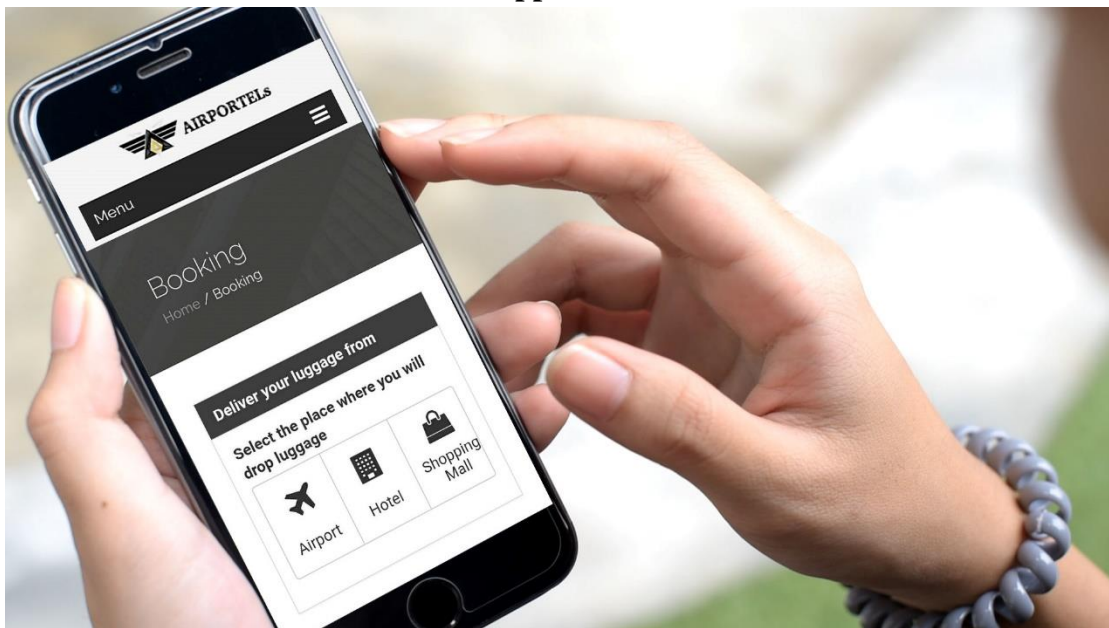 AIRPORTELs
Menu
Booking
Home / Booking
Deliver your luggage from
Select the place where you will
drop luggage
Airport
Hotel
Shopping
Mall